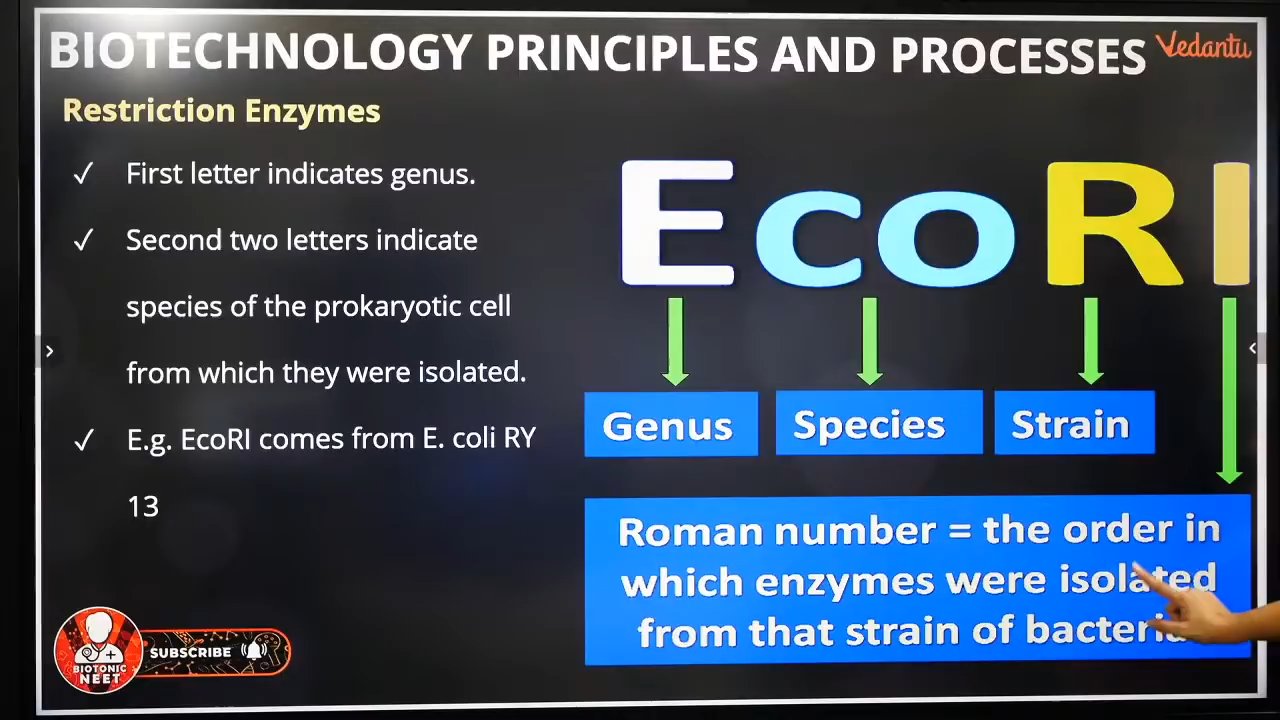 BIOTECHNOLOGY PRINCIPLES AND PROCESSES
Vedantu
Restriction Enzymes
✓ First letter indicates genus.
✓ Second two letters indicate
species of the prokaryotic cell
from which they were isolated.
✓ E.g. EcoRI comes from E. coli RY
13
EcoRI
Genus
Species
Strain
Roman number = the order in
which enzymes were isolated
from that strain of bacteria
BIOTONIC
NEET
SUBSCRIBE